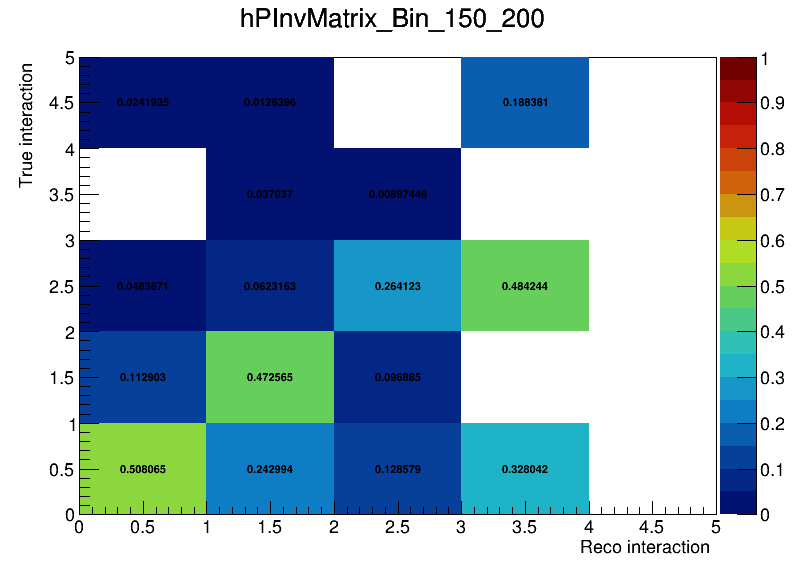 hPInvMatrix_Bin_150_200
True interaction
5
4.5
4
3.5
3
2.5
2
1.5
1
0.5
0
0.0241935 0.0126396 0.188381
0.037037 0.00897448
0.0483871 0.0623163 0.264123 0.484244
0.112903 0.472565 0.096885
0.508065 0.242994 0.128579 0.328042
0 0.5 1 1.5 2 2.5 3 3.5 4 4.5 5
Reco interaction
1
0.9
0.8
0.7
0.6
0.5
0.4
0.3
0.2
0.1
0